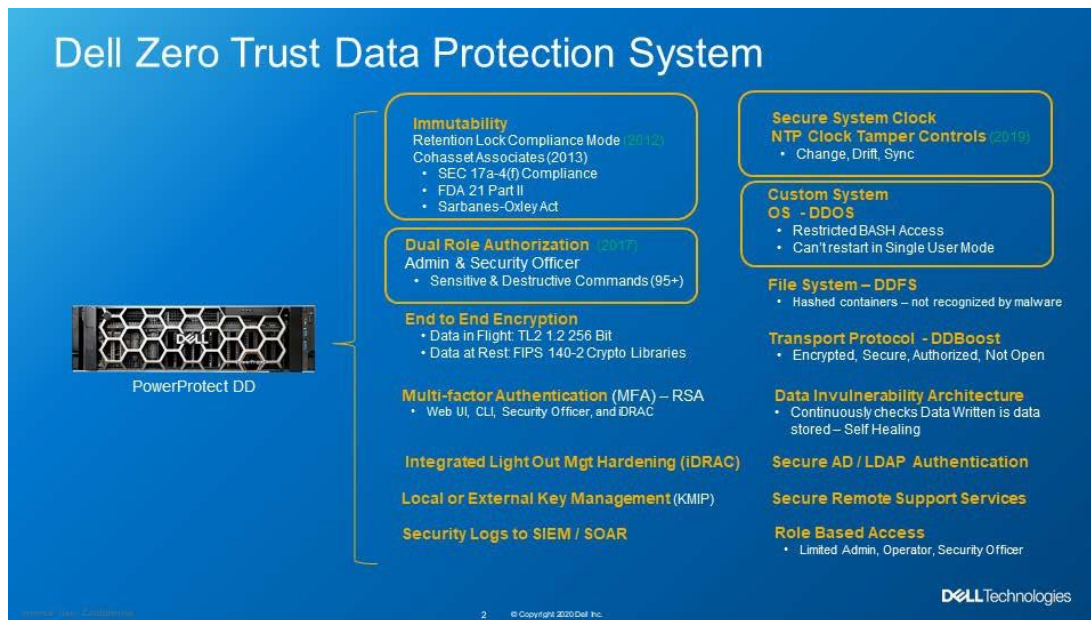 Dell Zero Trust Data Protection System
DELL
PowerProtect DD
Immutability
Retention Lock Compliance Mode (2012)
Cohasset Associates (2013)
• SEC 17a-4(f) Compliance
• FDA 21 Part II
• Sarbanes-Oxley Act
Dual Role Authorization (2017)
Admin & Security Officer
• Sensitive & Destructive Commands (95+)
End to End Encryption
• Data in Flight: TL2 1.2 256 Bit
• Data at Rest: FIPS 140-2 Crypto Libraries
Multi-factor Authentication (MFA) – RSA
• Web UI, CLI, Security Officer, and iDRAC
Integrated Light Out Mgt Hardening (iDRAC)
Local or External Key Management (KMIP)
Security Logs to SIEM / SOAR
Secure System Clock
NTP Clock Tamper Controls (2019)
• Change, Drift, Sync
Custom System
OS - DDOS
• Restricted BASH Access
• Can't restart in Single User Mode
File System – DDFS
• Hashed containers – not recognized by malware
Transport Protocol - DDBoost
• Encrypted, Secure, Authorized, Not Open
Data Invulnerability Architecture
• Continuously checks Data Written is data
stored – Self Healing
Secure AD / LDAP Authentication
Secure Remote Support Services
Role Based Access
• Limited Admin, Operator, Security Officer
DELLTechnologies
2
© Copyright 2020 Dell Inc.